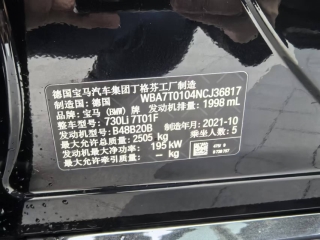 德国宝马汽车集团丁格芬工厂制造
制造国：德国 WBA7T0104NCJ36817
品牌：宝马 (BMW) 牌 发动机排量：1998 mL
整车型号：730Li 7T01F
发动机型号：B48B20B 制造年月：2021-10
最大允许总质量：2505 kg 乘坐人数：5
发动机最大净功率：195 kW
最大允许牵引质量：-- kg